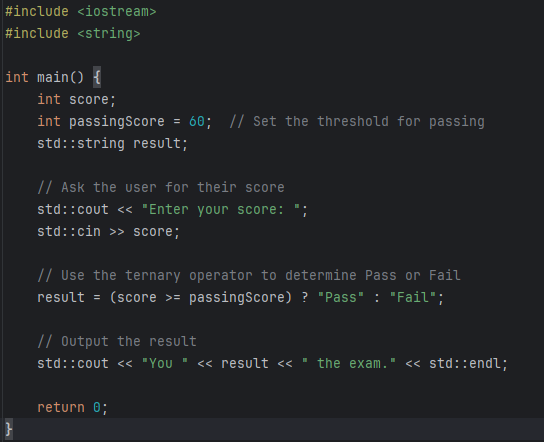 #include <iostream>
#include <string>
int main() {
int score;
int passingScore = 60;  // Set the threshold for passing
std::string result;
// Ask the user for their score
std::cout << "Enter your score: ";
std::cin >> score;
// Use the ternary operator to determine Pass or Fail
result = (score >= passingScore) ? "Pass" : "Fail";
// Output the result
std::cout << "You " << result << " the exam." << std::endl;
return 0;
}